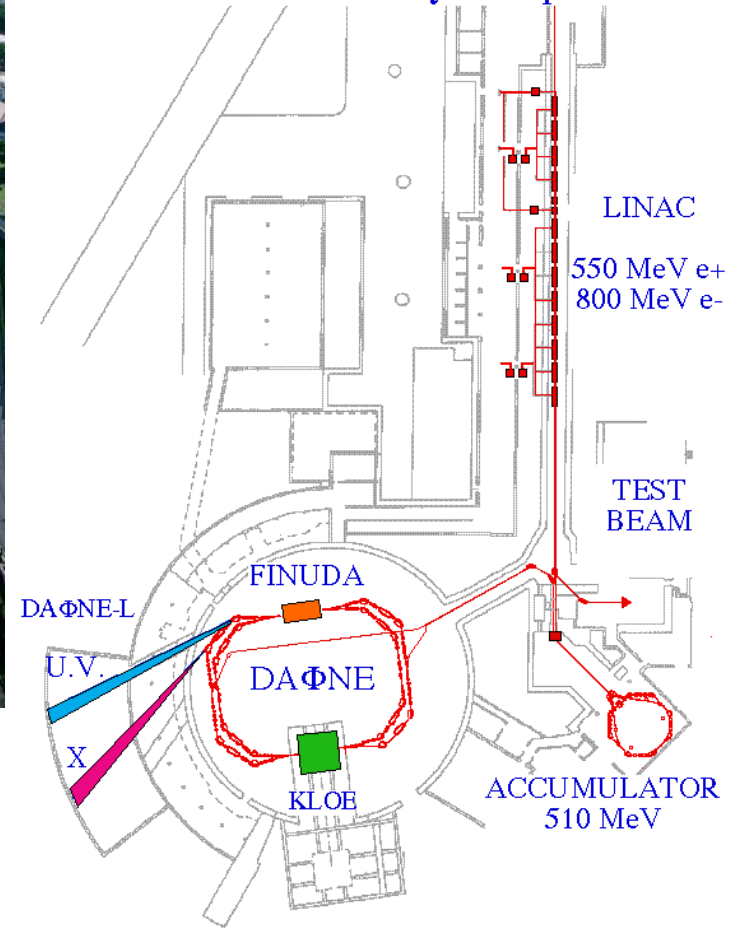 LINAC
550 MeV e+
800 MeV e-
TEST
BEAM
FINUDA
DAΦNE-L
U.V.
DAΦNE
X
KLOE
ACCUMULATOR
510 MeV